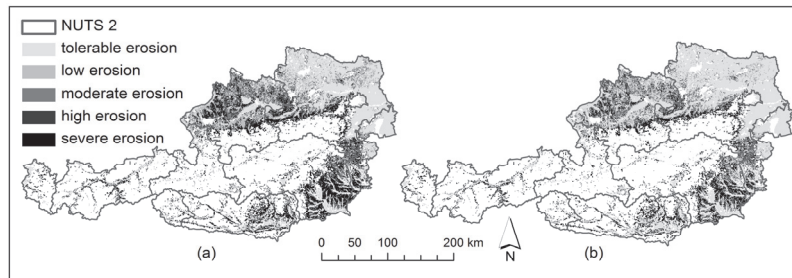 NUTS 2
tolerable erosion
low erosion
moderate erosion
high erosion
severe erosion
(a)
0 50 100 200 km
N
(b)